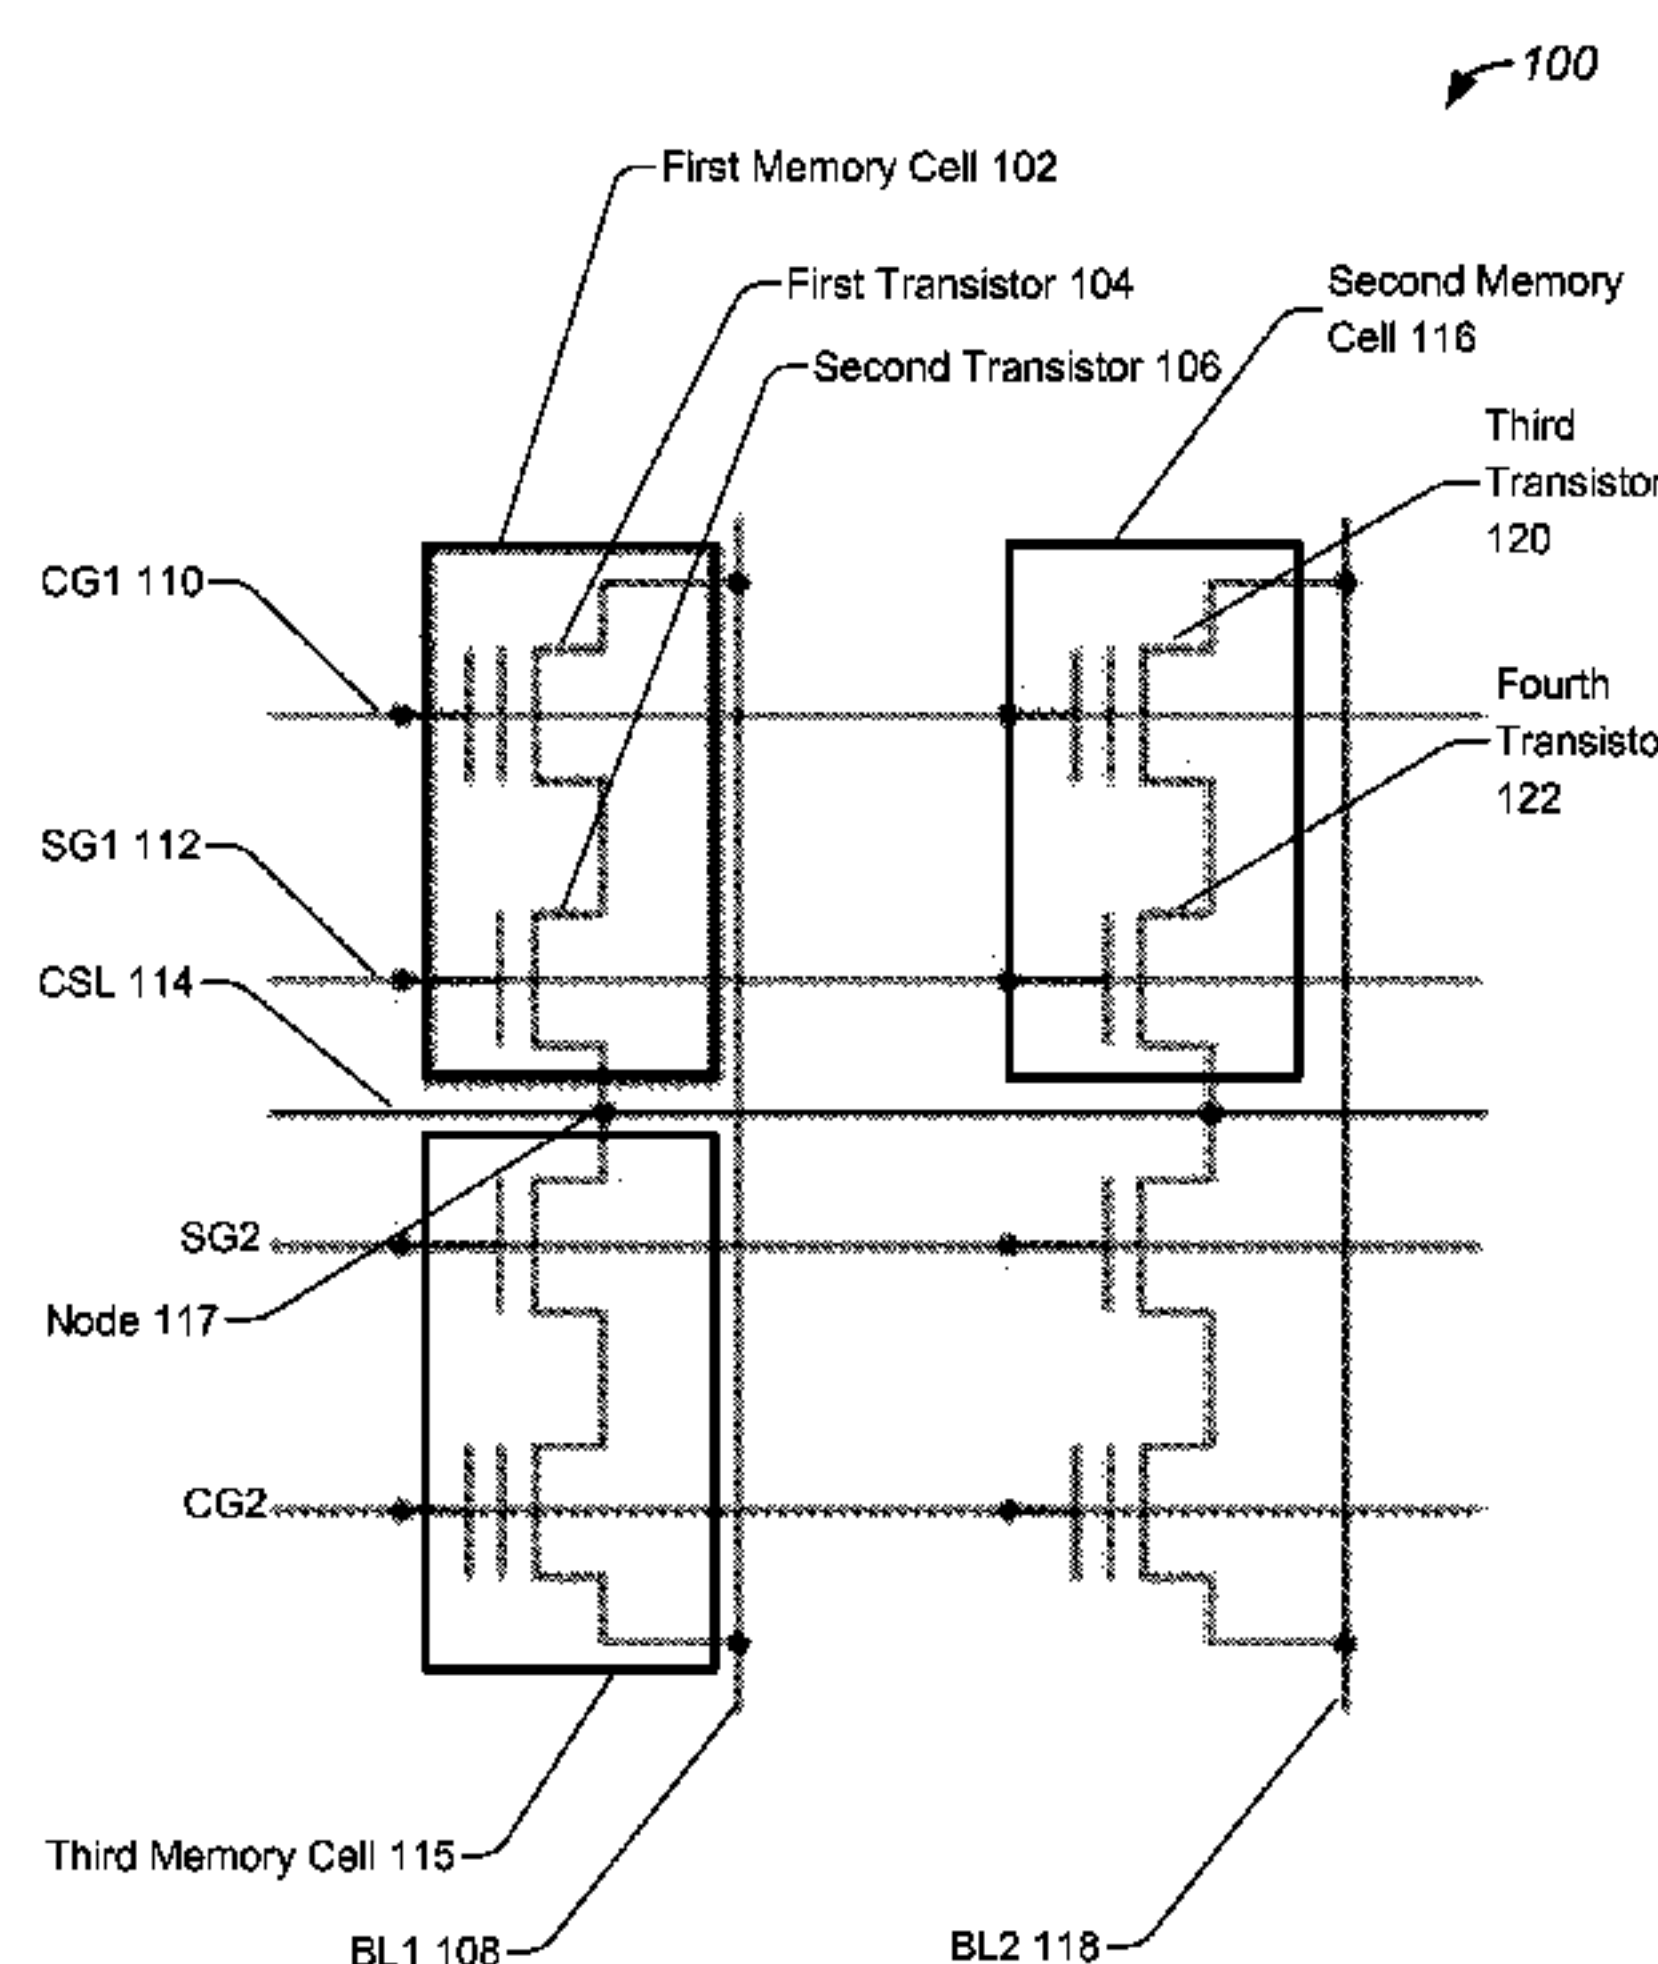 100
First Memory Cell 102
First Transistor 104
Second Memory
Cell 116
Second Transistor 106
Third
Transistor
120
CG1 110
Fourth
Transisto
122
SG1 112
CSL 114
SG2
Node 117
CG2
Third Memory Cell 115
BL1 108
BL2 118